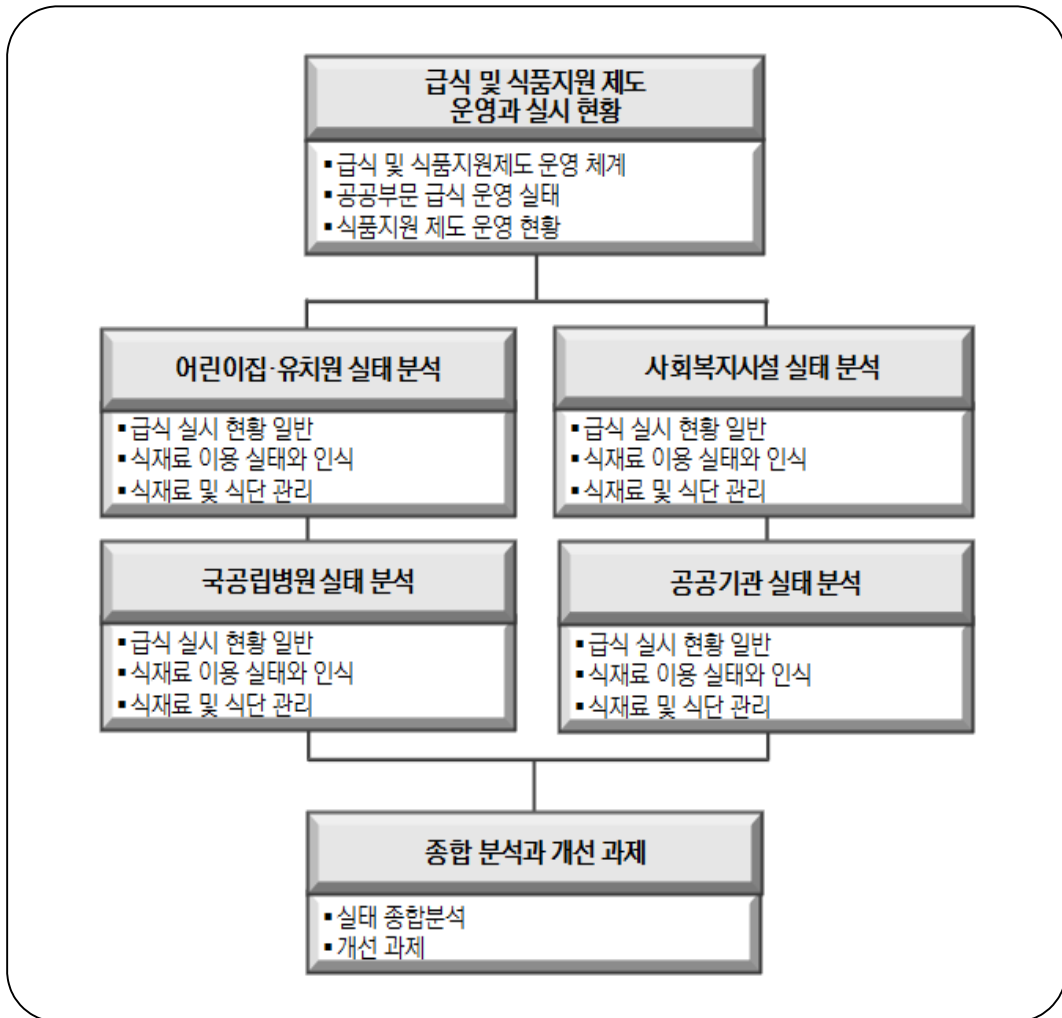 급식 및 식품지원 제도
운영과 실시 현황
▪ 급식 및 식품지원제도 운영 체계
▪ 공공부문 급식 운영 실태
▪ 식품지원 제도 운영 현황
어린이집·유치원 실태 분석
▪ 급식 실시 현황 일반
▪ 식재료 이용 실태와 인식
▪ 식재료 및 식단 관리
사회복지시설 실태 분석
▪ 급식 실시 현황 일반
▪ 식재료 이용 실태와 인식
▪ 식재료 및 식단 관리
국공립병원 실태 분석
▪ 급식 실시 현황 일반
▪ 식재료 이용 실태와 인식
▪ 식재료 및 식단 관리
공공기관 실태 분석
▪ 급식 실시 현황 일반
▪ 식재료 이용 실태와 인식
▪ 식재료 및 식단 관리
종합 분석과 개선 과제
▪ 실태 종합분석
▪ 개선 과제